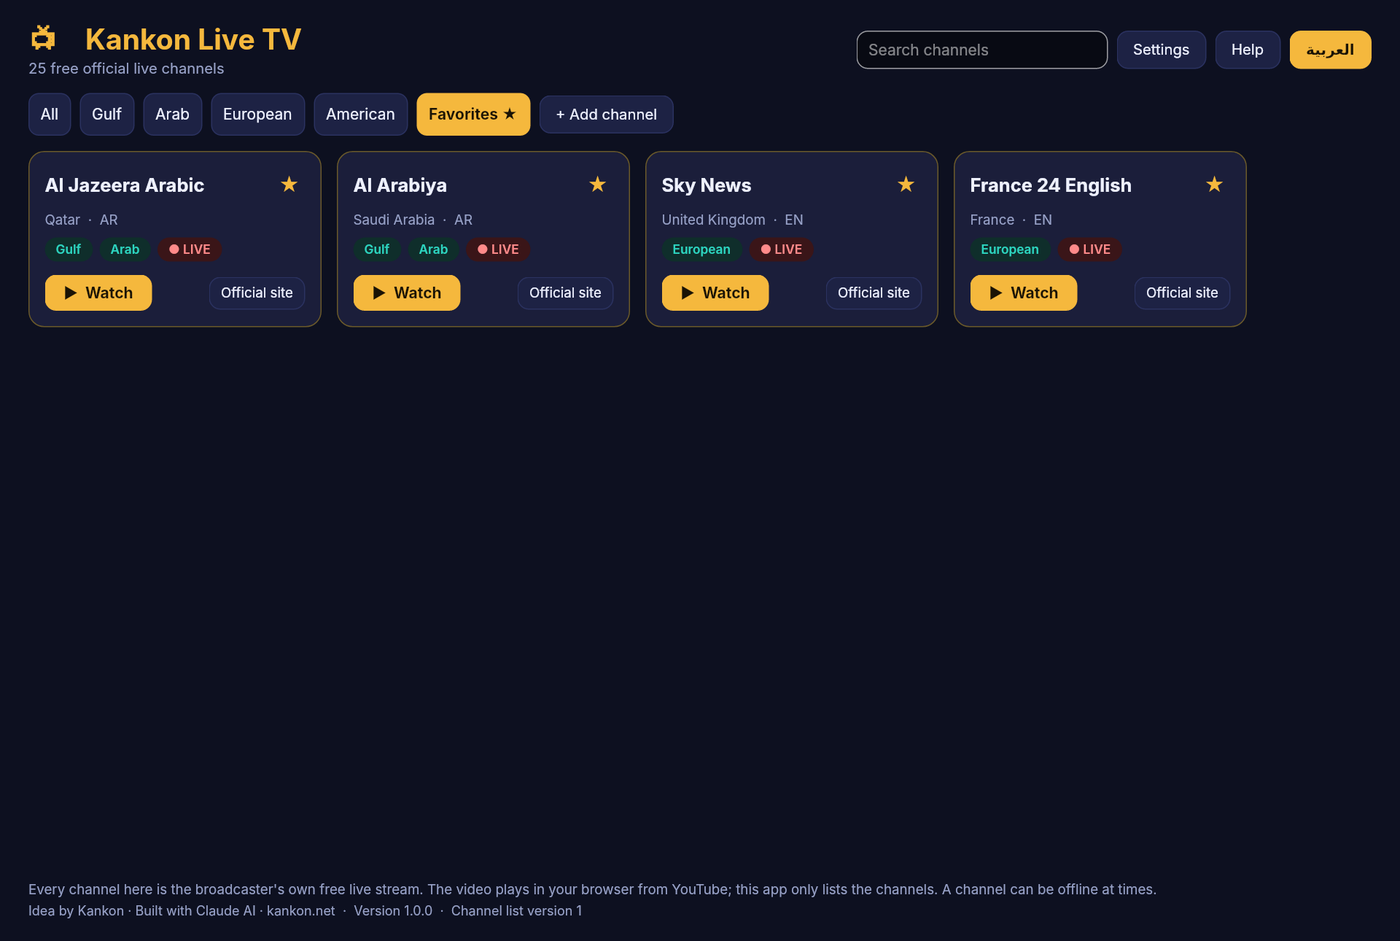 Kankon Live TV
25 free official live channels
Search channels
Settings
Help
العربية
All
Gulf
Arab
European
American
Favorites ★
+ Add channel
Al Jazeera Arabic ★
Qatar · AR
Gulf Arab ● LIVE
▶ Watch Official site
Al Arabiya ★
Saudi Arabia · AR
Gulf Arab ● LIVE
▶ Watch Official site
Sky News ★
United Kingdom · EN
European ● LIVE
▶ Watch Official site
France 24 English ★
France · EN
European ● LIVE
▶ Watch Official site
Every channel here is the broadcaster's own free live stream. The video plays in your browser from YouTube; this app only lists the channels. A channel can be offline at times.
Idea by Kankon · Built with Claude AI · kankon.net · Version 1.0.0 · Channel list version 1